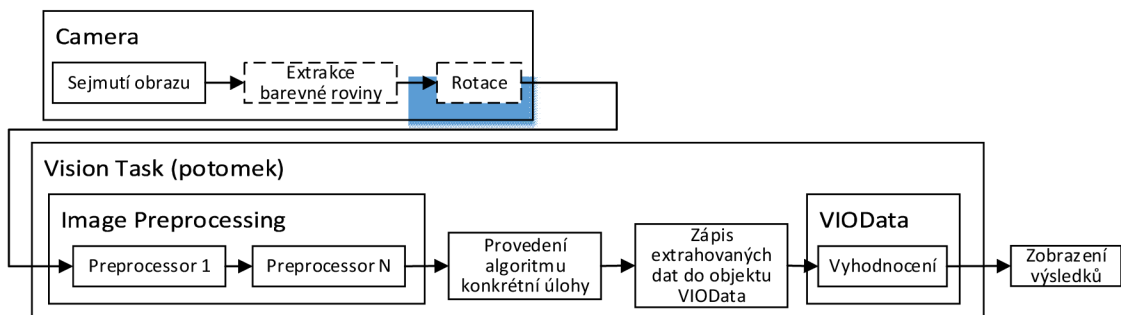 Camera
Sejmutí obrazu
Extrakce
barevné roviny
Rotace
Vision Task (potomek)
Image Preprocessing
Preprocessor 1
Preprocessor N
Provedení
algoritmu
konkrétní úlohy
Zápis
extrahovaných
dat do objektu
VIOData
VIOData
Vyhodnocení
Zobrazení
výsledků